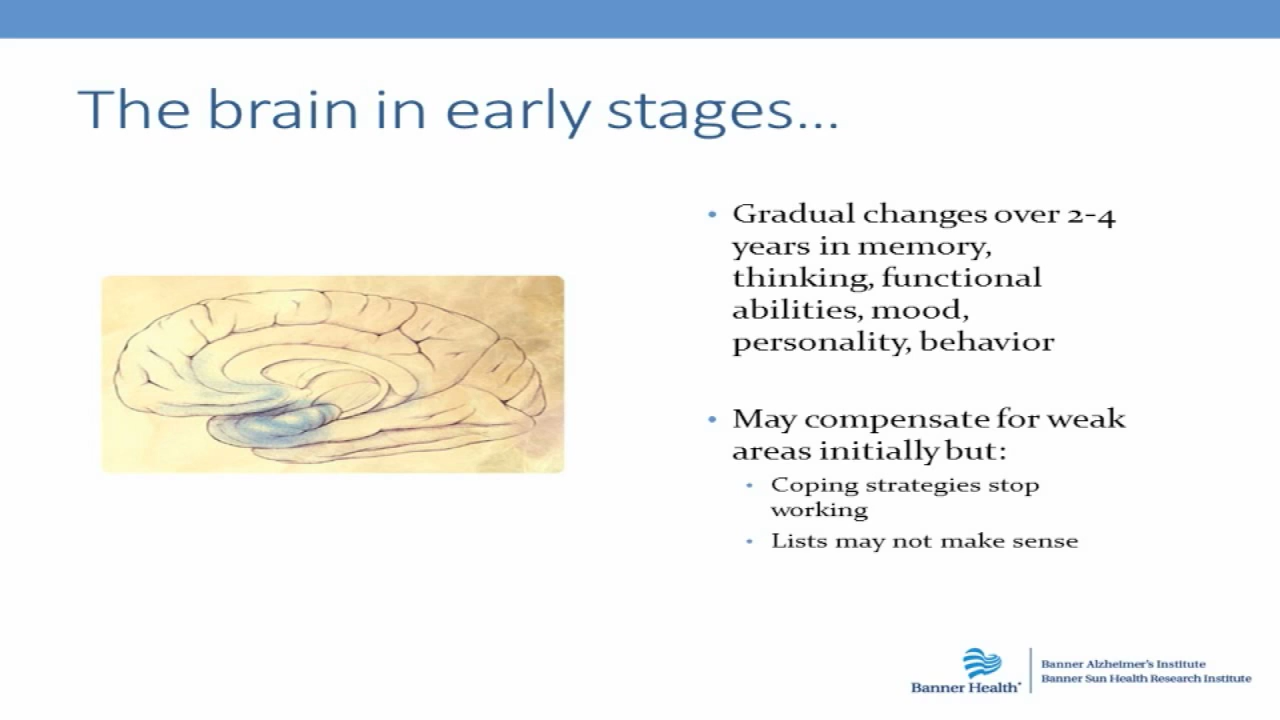 The brain in early stages...
• Gradual changes over 2-4
years in memory,
thinking, functional
abilities, mood,
personality, behavior
• May compensate for weak
areas initially but:
• Coping strategies stop
working
• Lists may not make sense
Banner Health
Banner Alzheimer's Institute
Banner Sun Health Research Institute